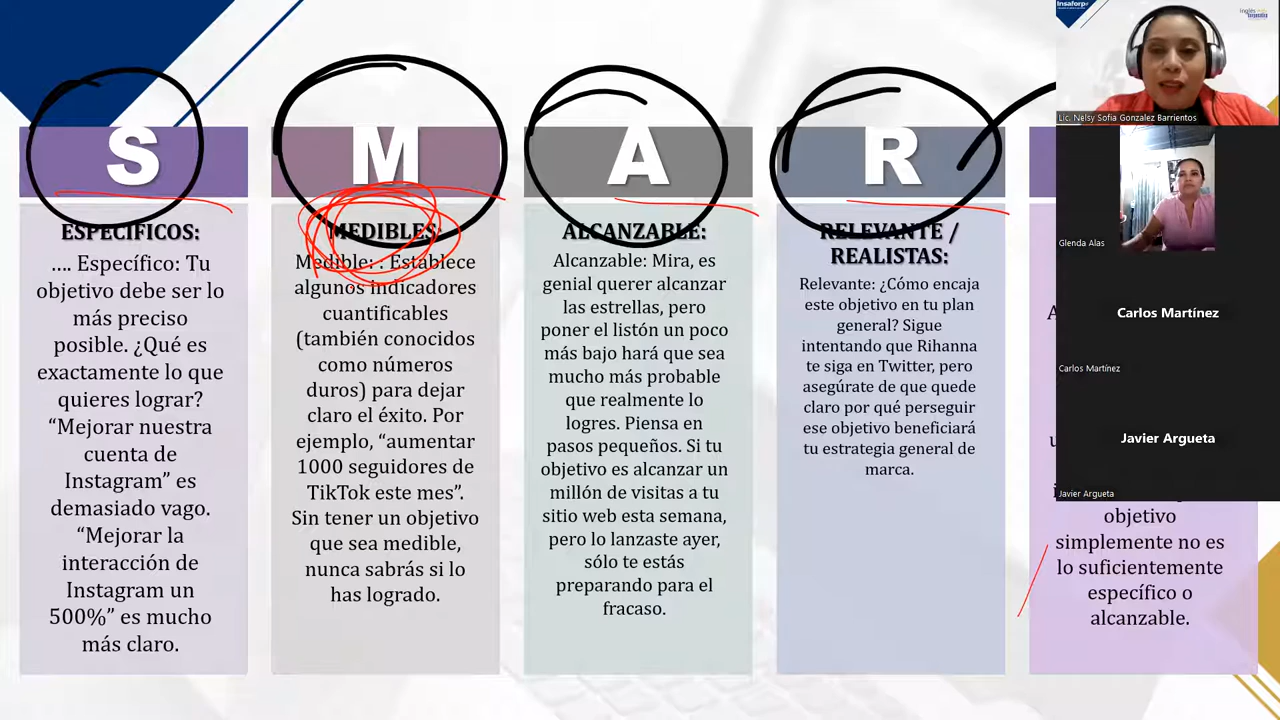 S
ESPECÍFICOS:
.... Específico: Tu
objetivo debe ser lo
más preciso
posible. ¿Qué es
exactamente lo que
quieres lograr?
“Mejorar nuestra
cuenta de
Instagram” es
demasiado vago.
“Mejorar la
interacción de
Instagram un
500%” es mucho
más claro.
M
MEDIBLES:
Medible: . Establece
algunos indicadores
cuantificables
(también conocidos
como números
duros) para dejar
claro el éxito. Por
ejemplo, “aumentar
1000 seguidores de
TikTok este mes”.
Sin tener un objetivo
que sea medible,
nunca sabrás si lo
has logrado.
A
ALCANZABLE:
Alcanzable: Mira, es
genial querer alcanzar
las estrellas, pero
poner el listón un poco
más bajo hará que sea
mucho más probable
que realmente lo
logres. Piensa en
pasos pequeños. Si tu
objetivo es alcanzar un
millón de visitas a tu
sitio web esta semana,
pero lo lanzaste ayer,
sólo te estás
preparando para el
fracaso.
R
RELEVANTE /
REALISTAS:
Relevante: ¿Cómo encaja
este objetivo en tu plan
general? Sigue
intentando que Rihanna
te siga en Twitter, pero
asegúrate de que quede
claro por qué perseguir
ese objetivo beneficiará
tu estrategia general de
marca.
objetivo
simplemente no es
lo suficientemente
específico o
alcanzable.
Insaforp
Inglés
Lic. Nelsy Sofia Gonzalez Barrientos
Glenda Alas
Carlos Martínez
Carlos Martínez
Javier Argueta
Javier Argueta